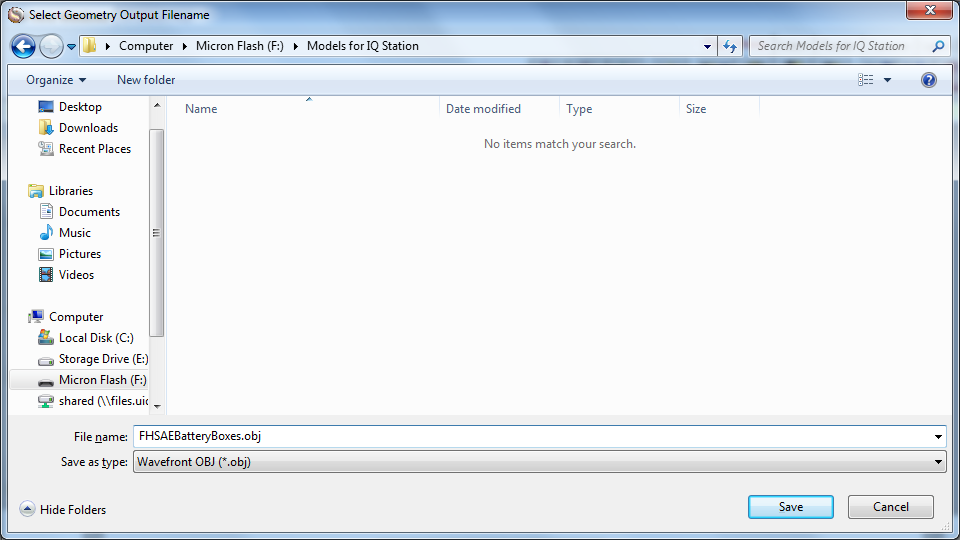 Select Geometry Output Filename
Computer Micron Flash (F:) Models for IQ Station Search Models for IQ Station
Organize New folder
Name Date modified Type Size
No items match your search.
Desktop
Downloads
Recent Places
Libraries
Documents
Music
Pictures
Videos
Computer
Local Disk (C:)
Storage Drive (E:)
Micron Flash (F:)
shared (\\files.uic
File name: FHSAEBatteryBoxes.obj
Save as type: Wavefront OBJ (*.obj)
Hide Folders Save Cancel